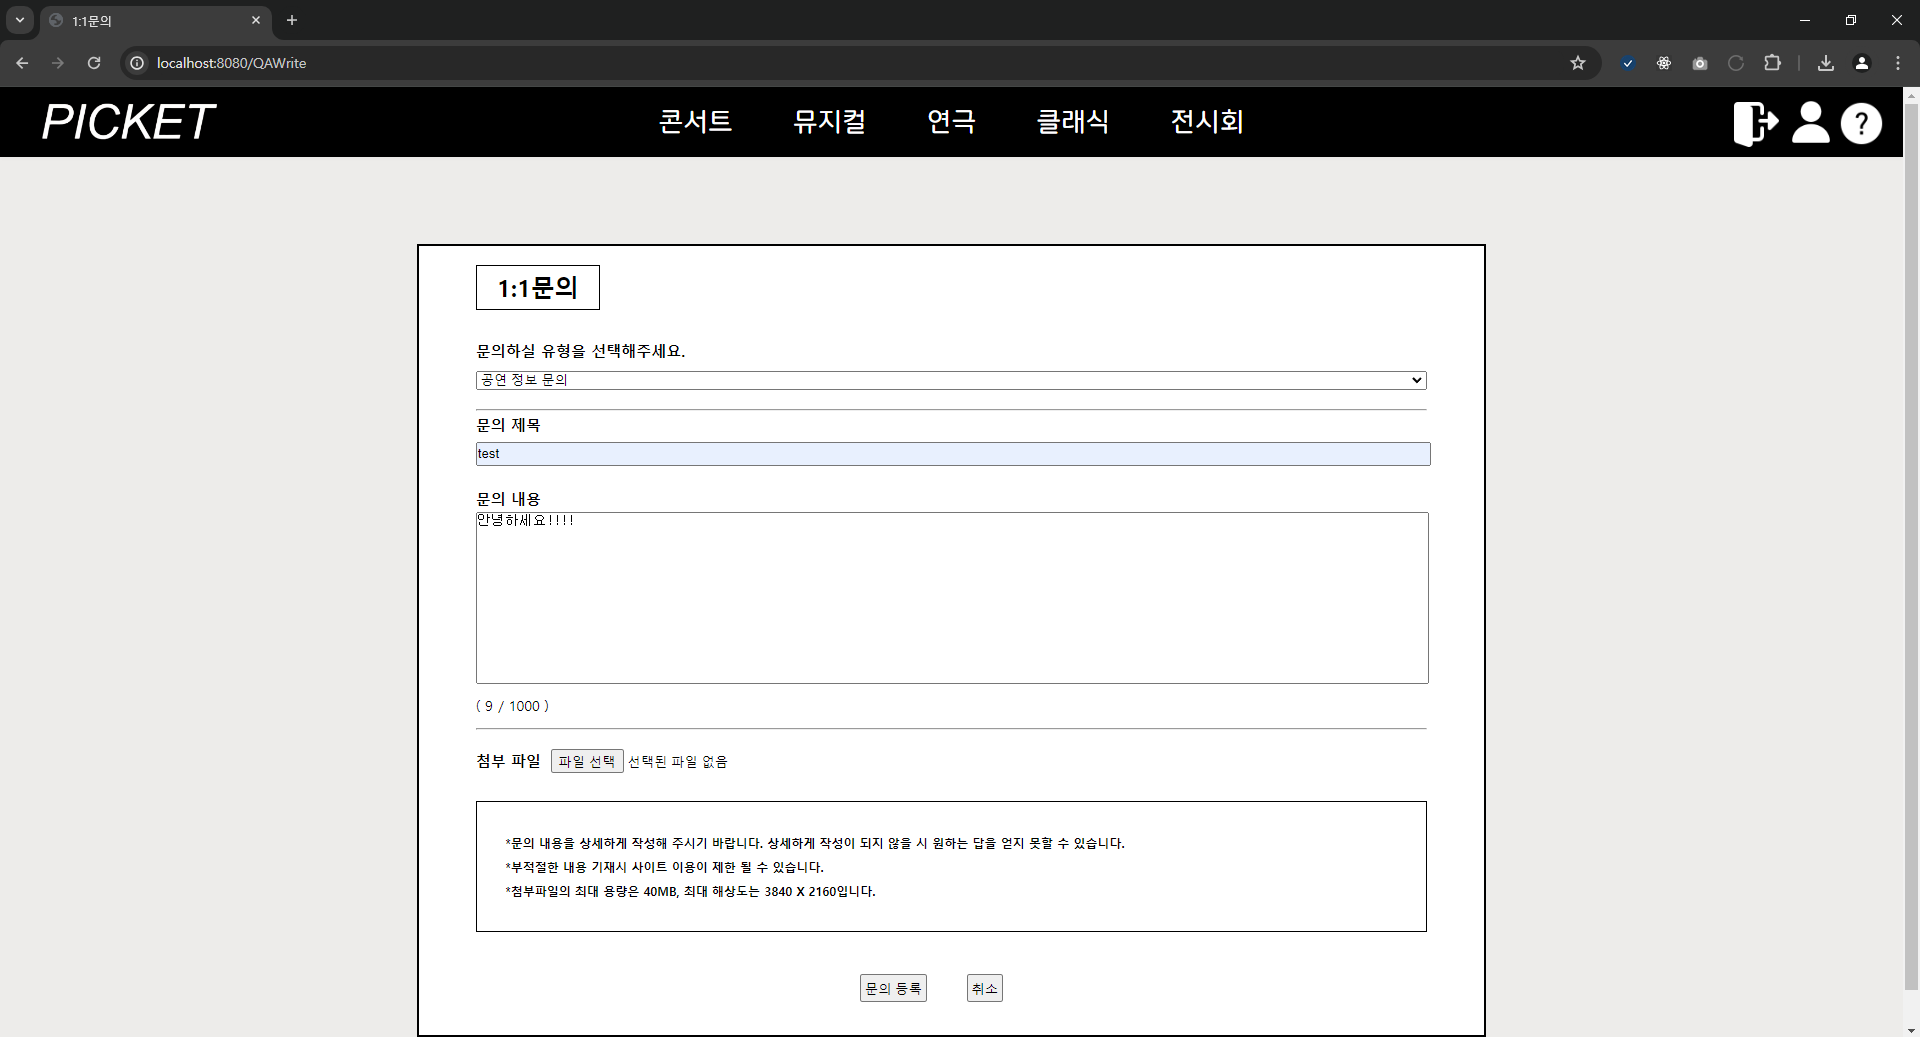 1:1문의
localhost:8080/QAWrite
PICKET
콘서트 뮤지컬 연극 클래식 전시회
?
1:1문의
문의하실 유형을 선택해주세요.
공연 정보 문의
문의 제목
test
문의 내용
안녕하세요!!!!
( 9 / 1000 )
첨부 파일 파일 선택 선택된 파일 없음
*문의 내용을 상세하게 작성해 주시기 바랍니다. 상세하게 작성이 되지 않을 시 원하는 답을 얻지 못할 수 있습니다.
*부적절한 내용 기재시 사이트 이용이 제한 될 수 있습니다.
*첨부파일의 최대 용량은 40MB, 최대 해상도는 3840 X 2160입니다.
문의 등록 취소